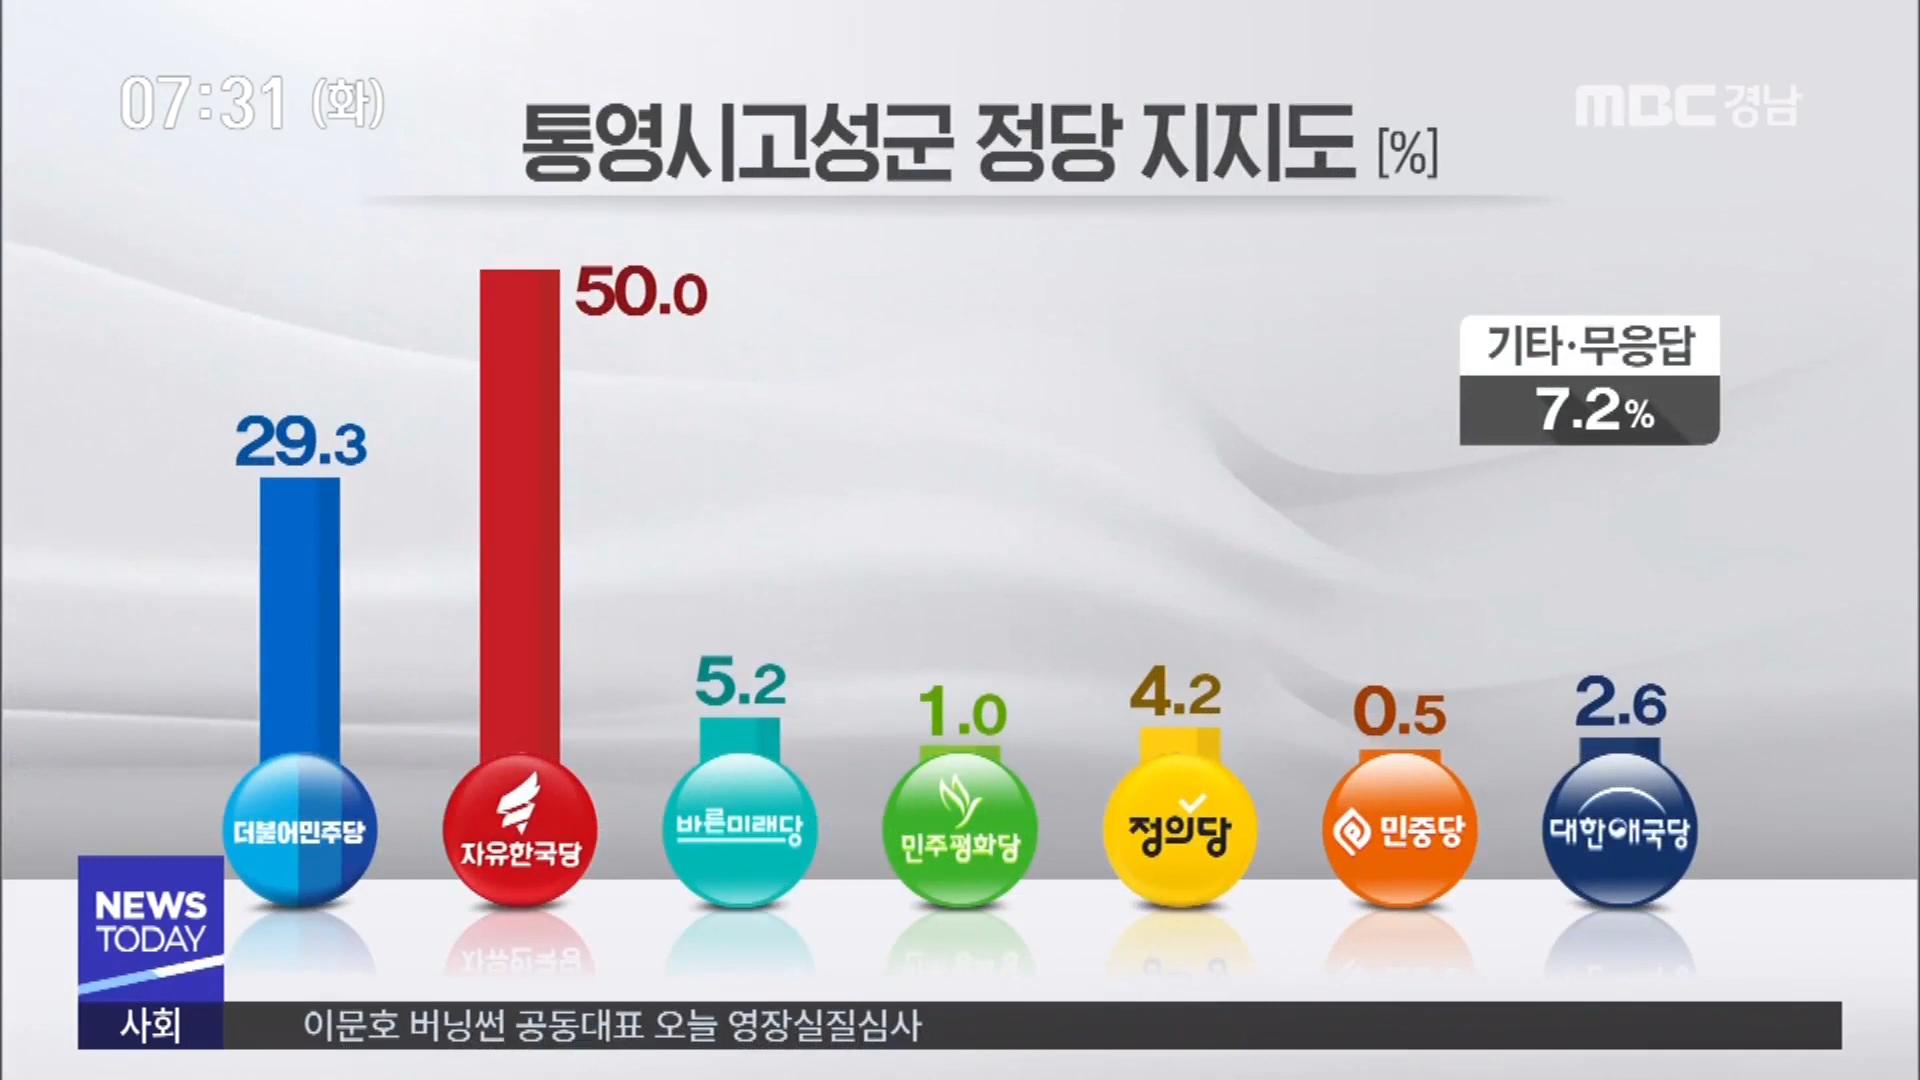 07:31 (화)
MBC경남
통영시고성군 정당 지지도 [%]
50.0
기타·무응답
7.2%
29.3
5.2
1.0
4.2
0.5
2.6
더불어민주당
자유한국당
바른미래당
민주평화당
정의당
민중당
대한애국당
NEWS
TODAY
사회
이문호 버닝썬 공동대표 오늘 영장실질심사